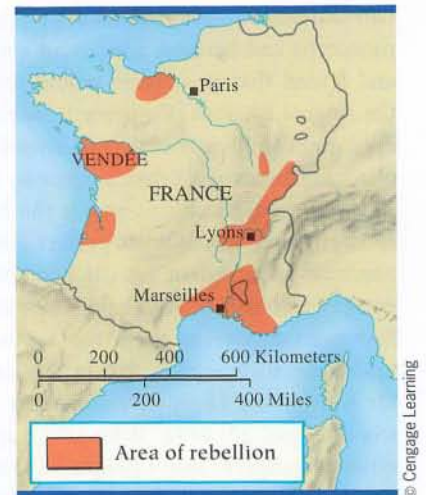 Paris
VENDÉE
FRANCE
Lyons
Marseilles
0 200 400 600 Kilometers
0 200 400 Miles
Area of rebellion
© Cengage Learning